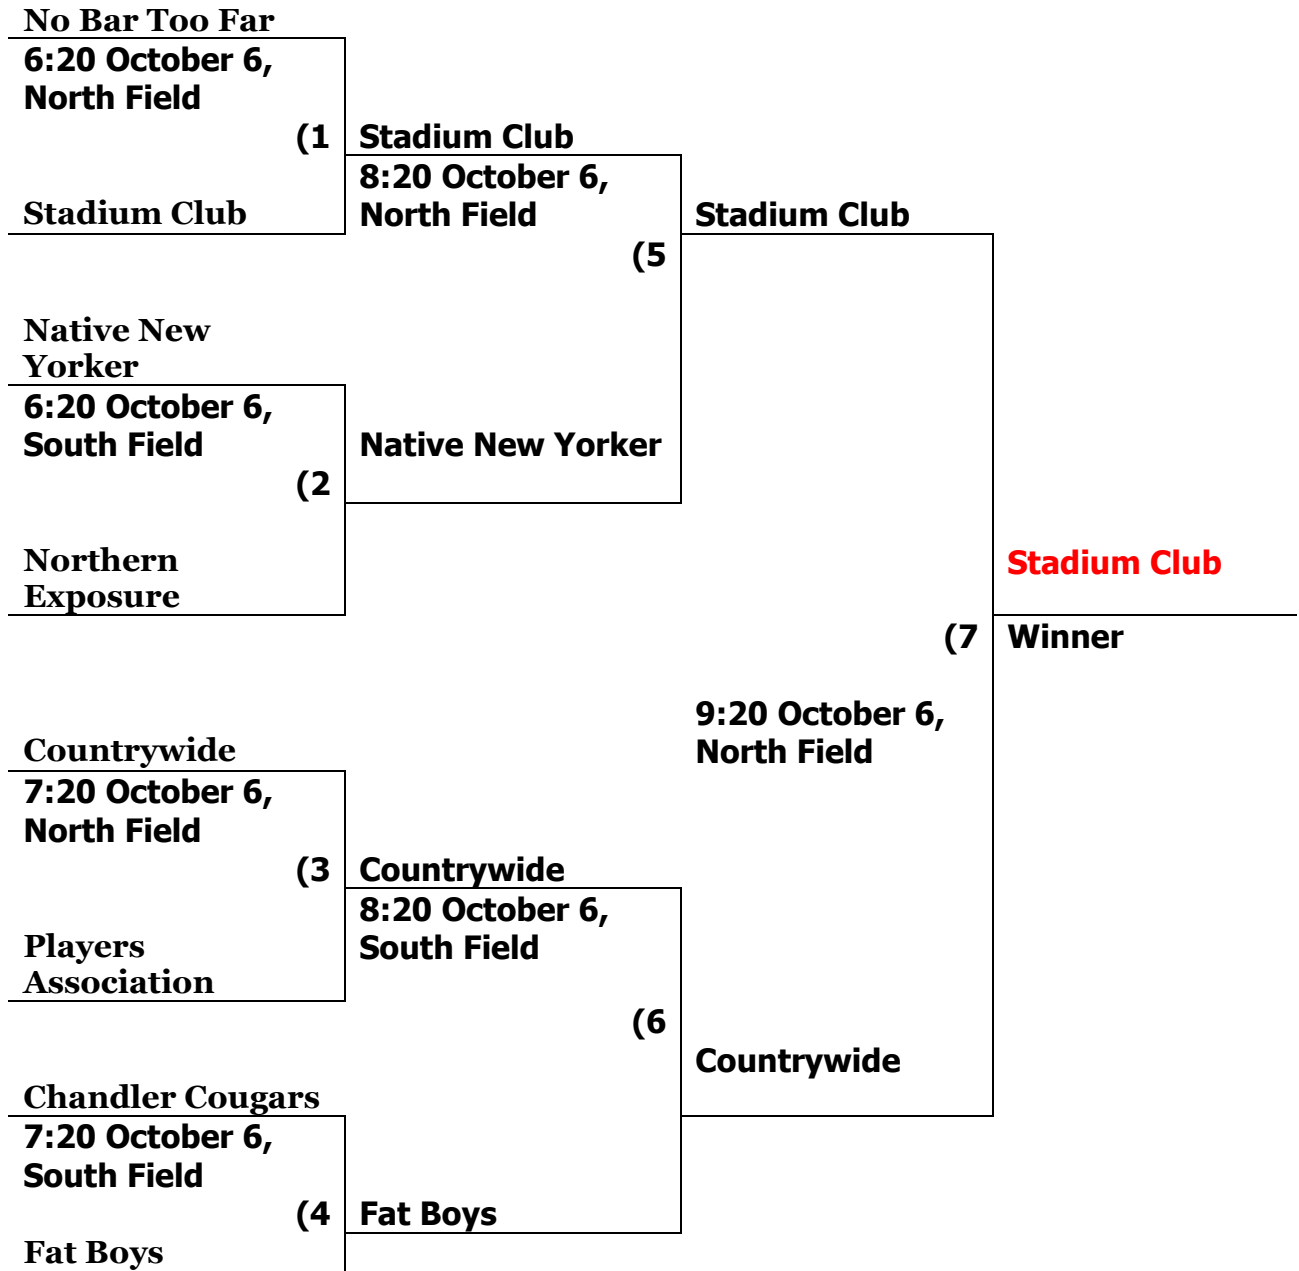 No Bar Too Far
6:20 October 6,
North Field
(1
Stadium Club
8:20 October 6,
North Field
Stadium Club
Stadium Club
(5
Native New
Yorker
6:20 October 6,
South Field
Native New Yorker
(2
Northern
Exposure
Stadium Club
(7
Winner
9:20 October 6,
North Field
Countrywide
7:20 October 6,
North Field
(3
Countrywide
8:20 October 6,
South Field
Players
Association
(6
Countrywide
Chandler Cougars
7:20 October 6,
South Field
(4
Fat Boys
Fat Boys